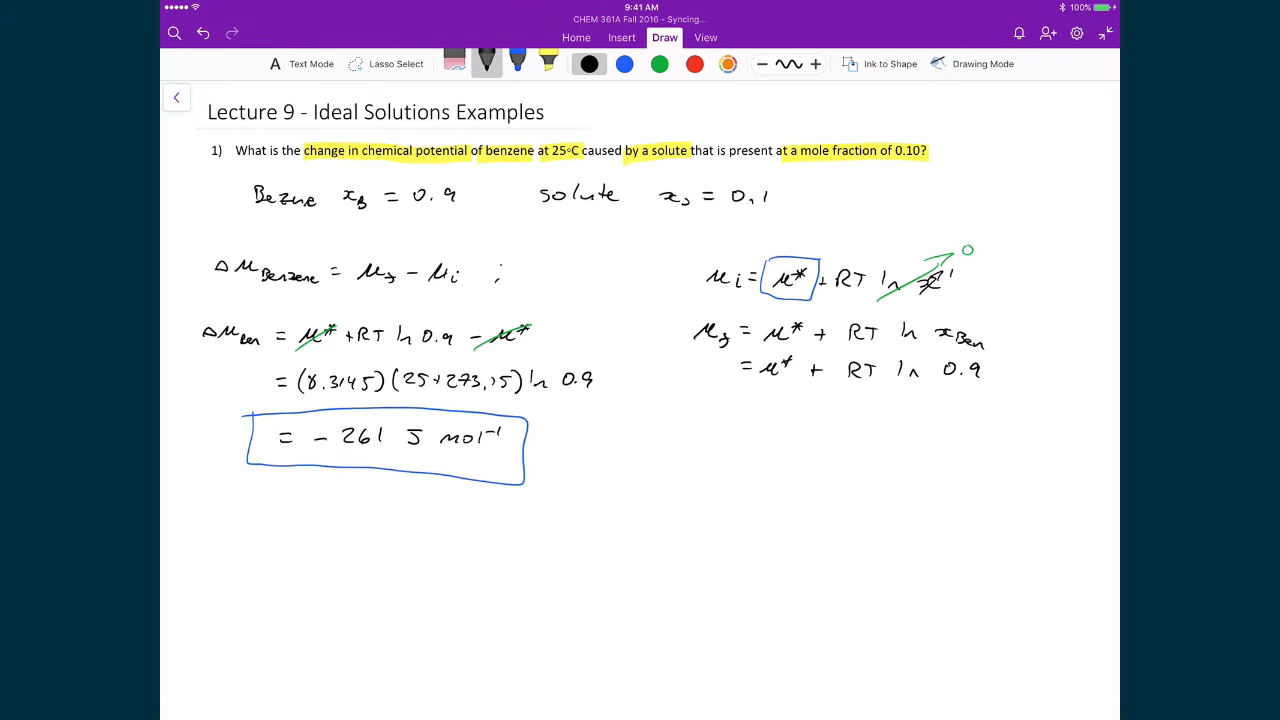 9:41 AM
100%
CHEM 361A Fall 2016 - Syncing...
Home Insert Draw View
A Text Mode Lasso Select Ink to Shape Drawing Mode
Lecture 9 - Ideal Solutions Examples
1) What is the change in chemical potential of benzene at 25°C caused by a solute that is present at a mole fraction of 0.10?
Bezne x_B = 0.9 solute x_s = 0.1
Δμ_Benzene = μ_f - μ_i ;
μ_i = μ* + RT ln x 1 0
Δμ_Ben = μ* + RT ln 0.9 - μ*
μ_f = μ* + RT ln x_Ben
= μ* + RT ln 0.9
= (8.3145)(25+273.15) ln 0.9
= - 261 J mol⁻¹